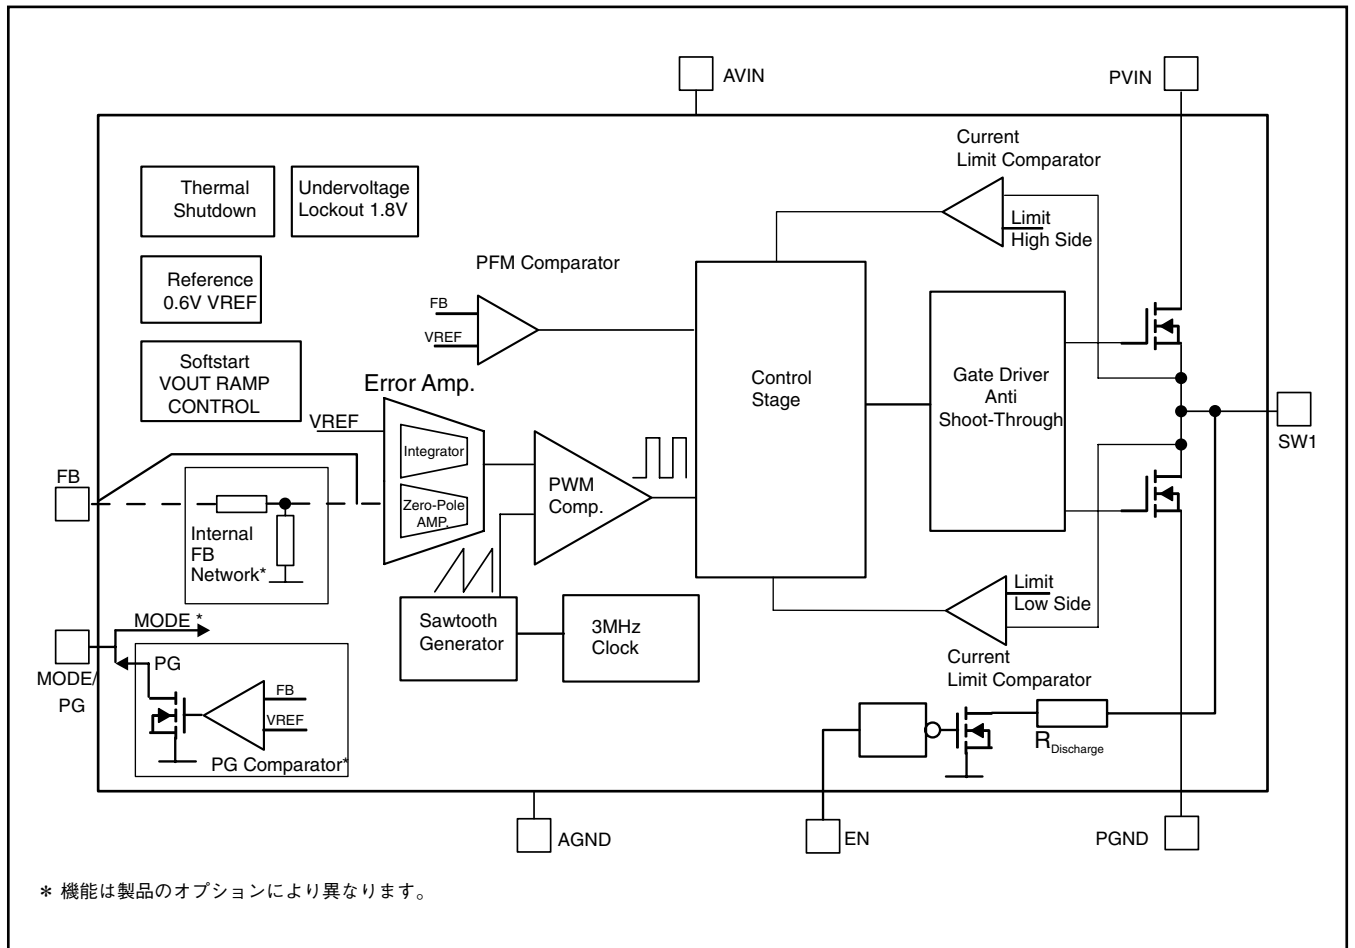 AVIN
PVIN
Current
Limit Comparator
Thermal
Shutdown
Undervoltage
Lockout 1.8V
Limit
High Side
PFM Comparator
Reference
0.6V VREF
FB
VREF
Softstart
VOUT RAMP
CONTROL
Error Amp.
Control
Stage
Gate Driver
Anti
Shoot-Through
VREF
Integrator
SW1
FB
Zero-Pole
AMP.
PWM
Comp.
Internal
FB
Network*
Limit
Low Side
MODE *
Sawtooth
Generator
3MHz
Clock
PG
MODE/
PG
Current
Limit Comparator
FB
VREF
PG Comparator*
RDischarge
AGND
EN
PGND
* 機能は製品のオプションにより異なります。